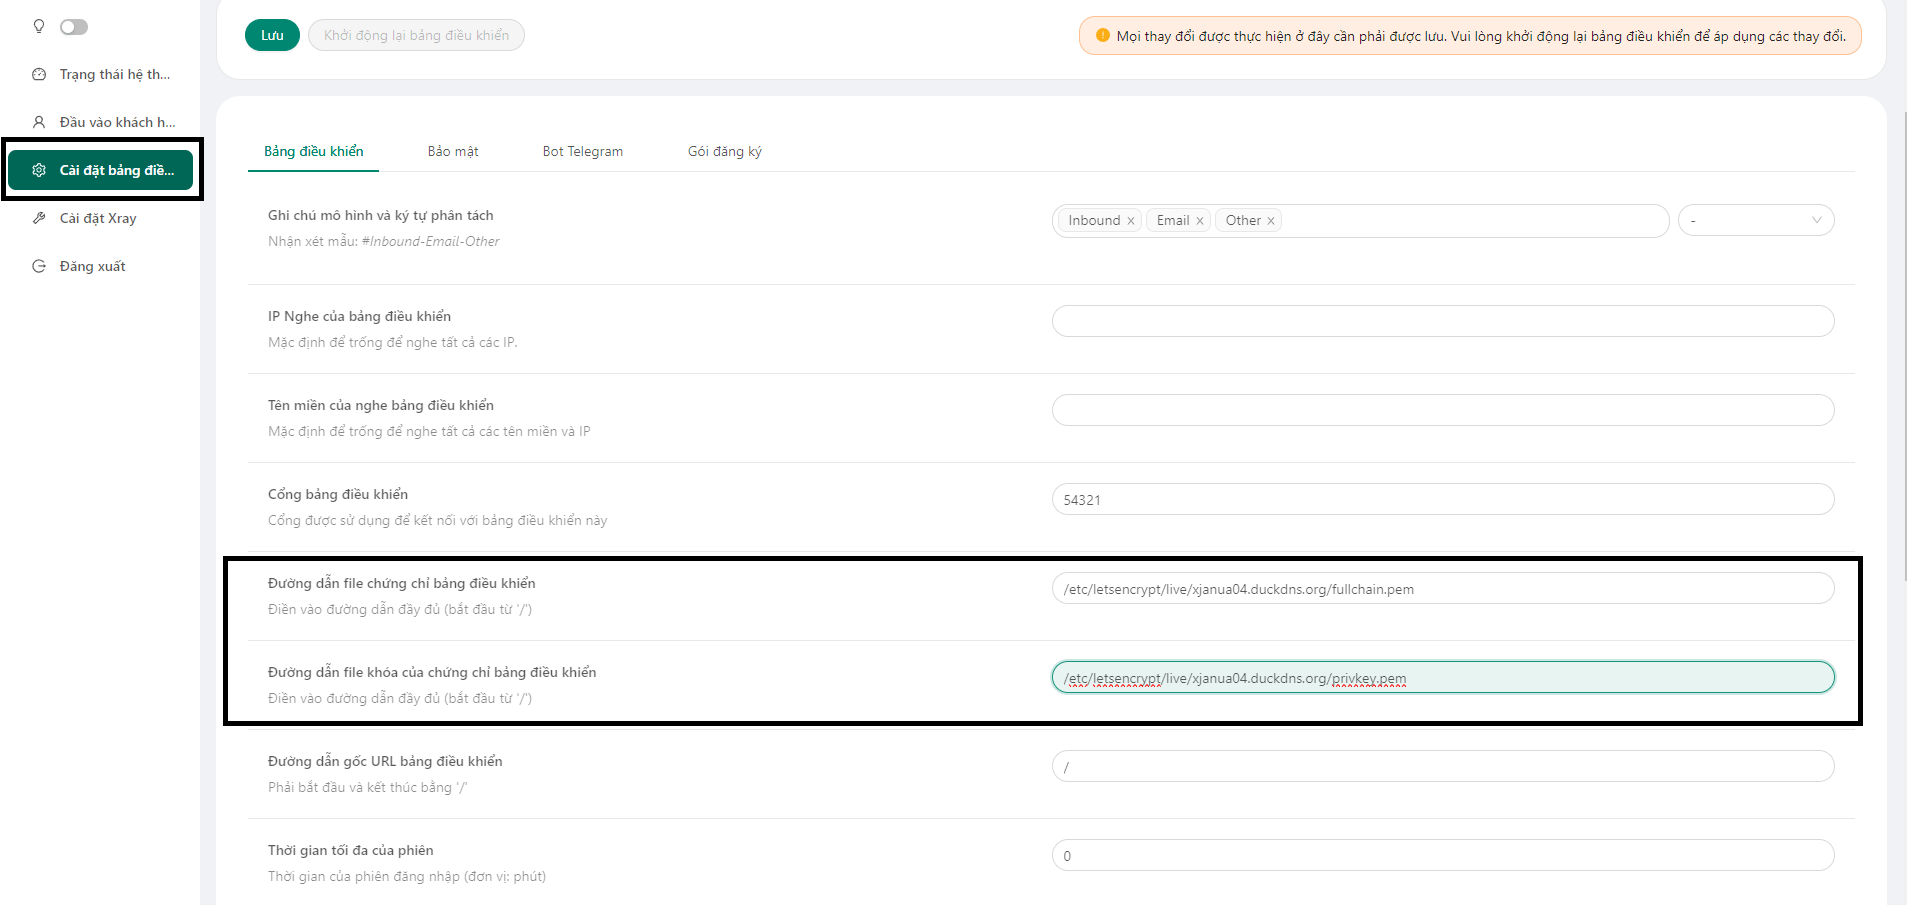 Lưu
Khởi động lại bảng điều khiển
Mọi thay đổi được thực hiện ở đây cần phải được lưu. Vui lòng khởi động lại bảng điều khiển để áp dụng các thay đổi.
Trạng thái hệ th...
Đầu vào khách h...
Cài đặt bảng điề...
Cài đặt Xray
Đăng xuất
Bảng điều khiển
Bảo mật
Bot Telegram
Gói đăng ký
Ghi chú mô hình và ký tự phân tách
Nhận xét mẫu: #Inbound-Email-Other
Inbound × Email × Other ×
-
IP Nghe của bảng điều khiển
Mặc định để trống để nghe tất cả các IP.
Tên miền của nghe bảng điều khiển
Mặc định để trống để nghe tất cả các tên miền và IP
Cổng bảng điều khiển
Cổng được sử dụng để kết nối với bảng điều khiển này
54321
Đường dẫn file chứng chỉ bảng điều khiển
Điền vào đường dẫn đầy đủ (bắt đầu từ '/')
/etc/letsencrypt/live/xjanua04.duckdns.org/fullchain.pem
Đường dẫn file khóa của chứng chỉ bảng điều khiển
Điền vào đường dẫn đầy đủ (bắt đầu từ '/')
/etc/letsencrypt/live/xjanua04.duckdns.org/privkey.pem
Đường dẫn gốc URL bảng điều khiển
Phải bắt đầu và kết thúc bằng '/'
/
Thời gian tối đa của phiên
Thời gian của phiên đăng nhập (đơn vị: phút)
0